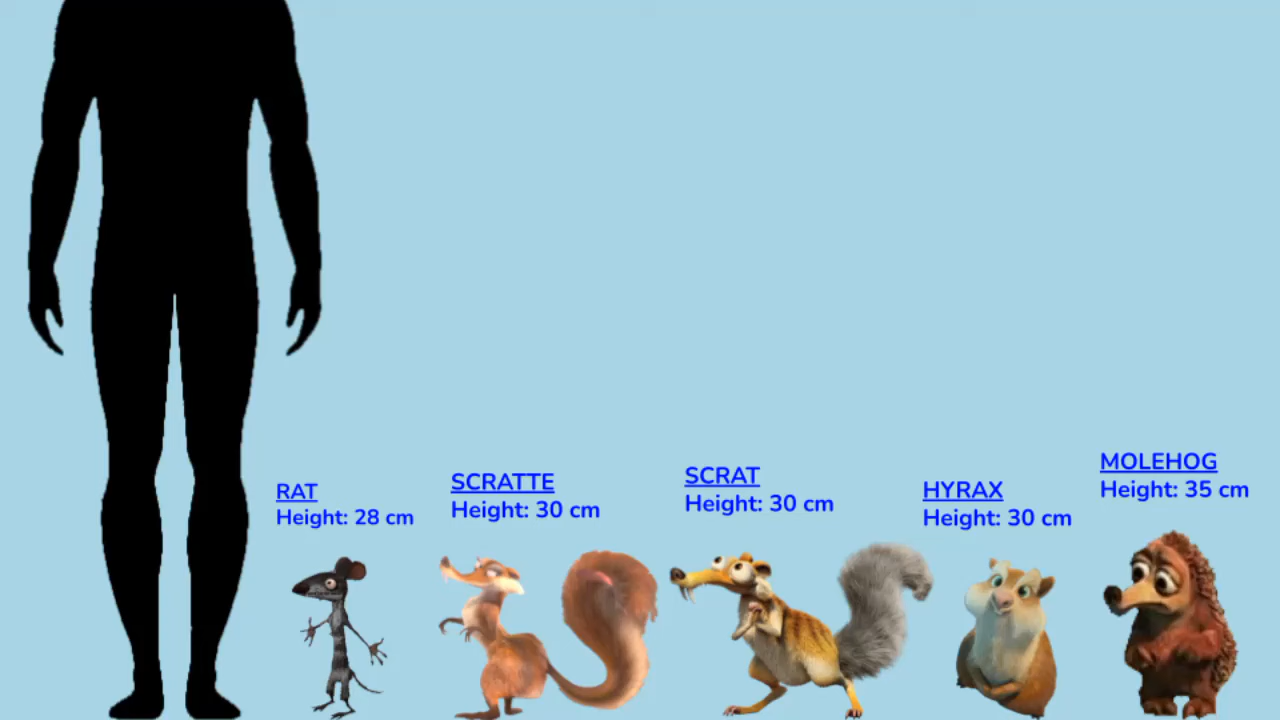 RAT
Height: 28 cm
SCRATTE
Height: 30 cm
SCRAT
Height: 30 cm
HYRAX
Height: 30 cm
MOLEHOG
Height: 35 cm